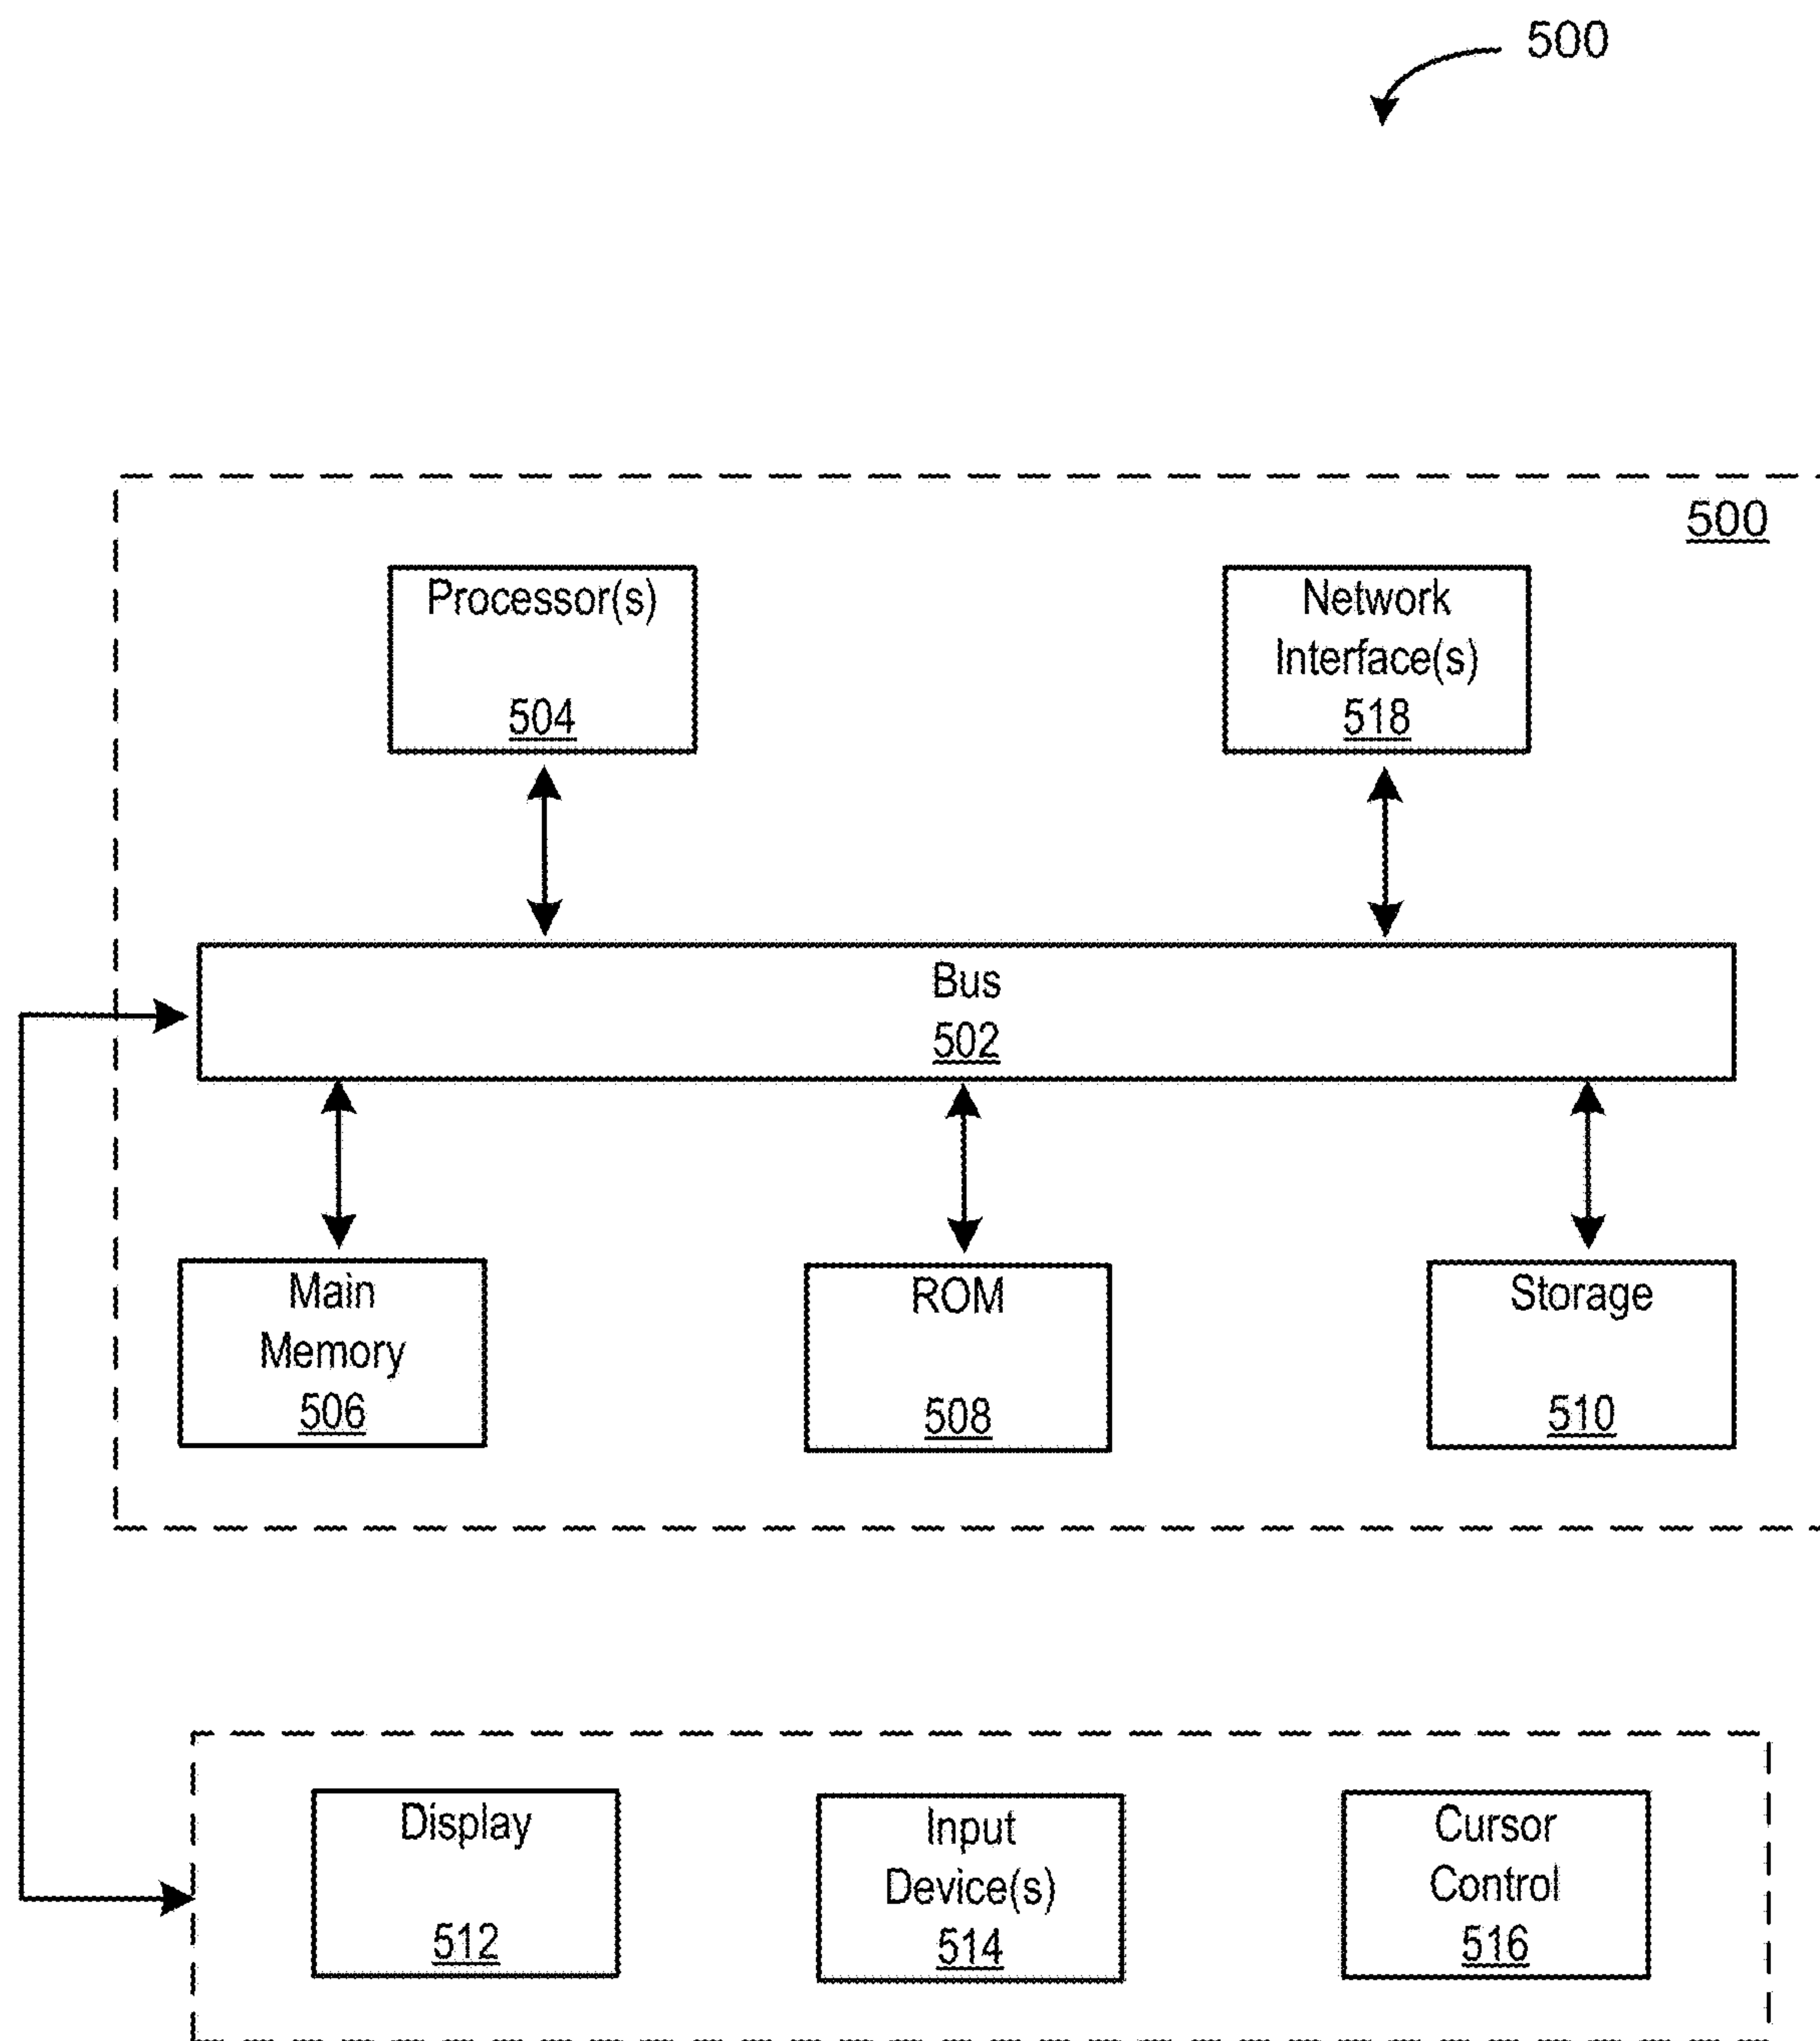 500
500
Processor(s)
504
Network
Interface(s)
518
Bus
502
Main
Memory
506
ROM
508
Storage
510
Display
512
Input
Device(s)
514
Cursor
Control
516